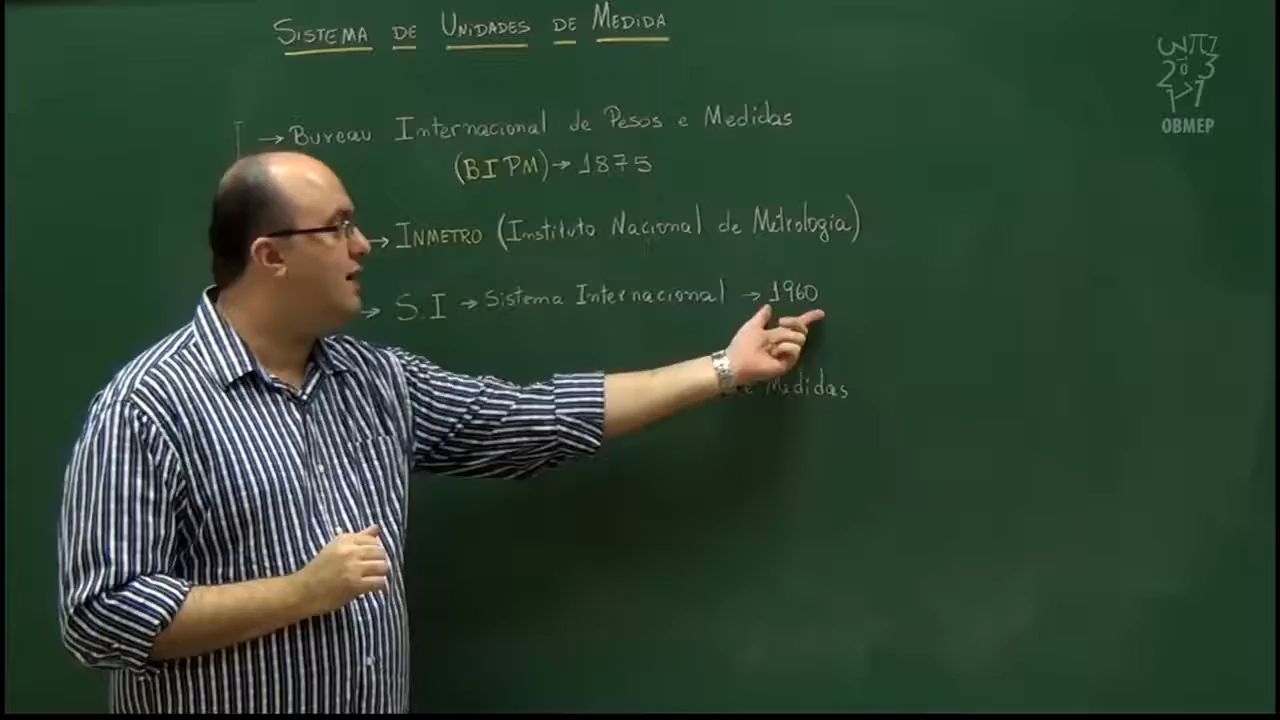 SISTEMA DE UNIDADES DE MEDIDA
I → Bureau Internacional de Pesos e Medidas
(BIPM) → 1875
→ INMETRO (Instituto Nacional de Metrologia)
→ S.I → Sistema Internacional → 1960
de Medidas
OBMEP